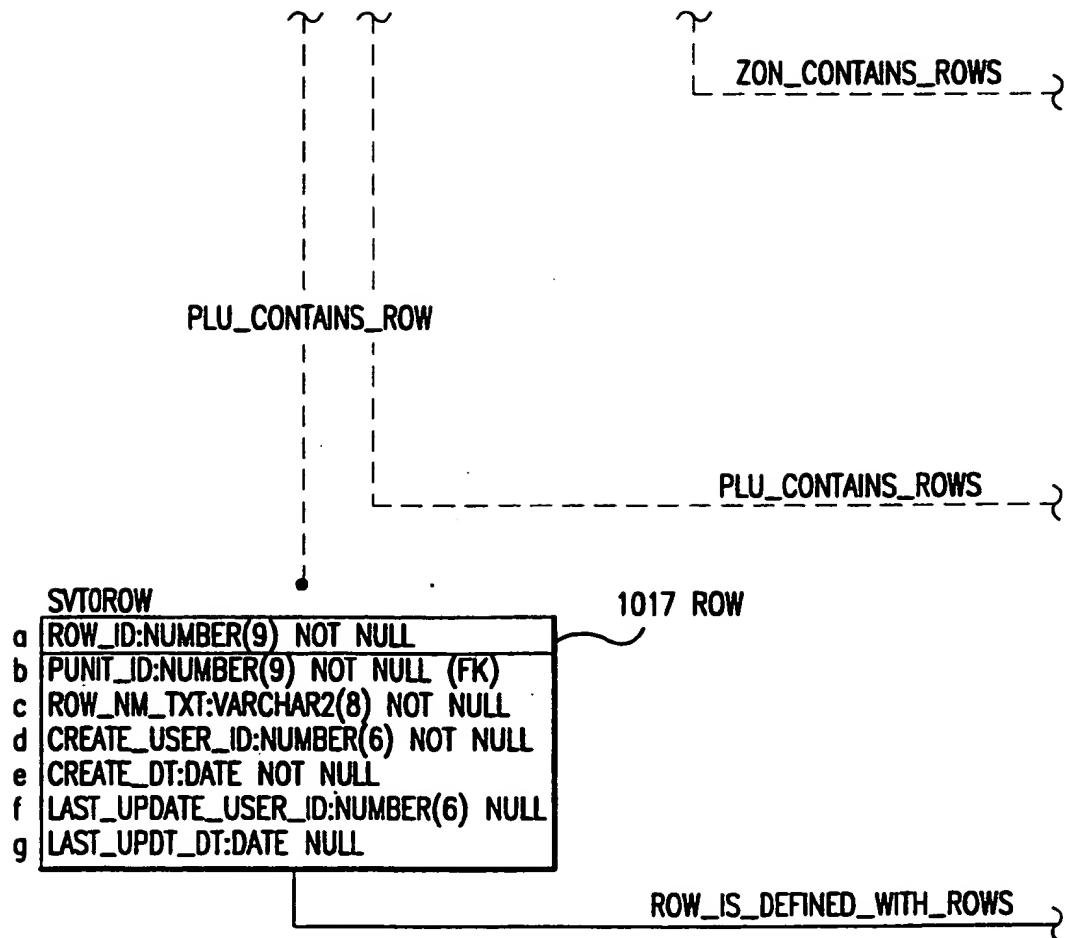 ZON_CONTAINS_ROWS
PLU_CONTAINS_ROW
PLU_CONTAINS_ROWS
SVT0ROW
1017 ROW
a ROW_ID:NUMBER(9) NOT NULL
b PUNIT_ID:NUMBER(9) NOT NULL (FK)
c ROW_NM_TXT:VARCHAR2(8) NOT NULL
d CREATE_USER_ID:NUMBER(6) NOT NULL
e CREATE_DT:DATE NOT NULL
f LAST_UPDATE_USER_ID:NUMBER(6) NULL
g LAST_UPDT_DT:DATE NULL
ROW_IS_DEFINED_WITH_ROWS